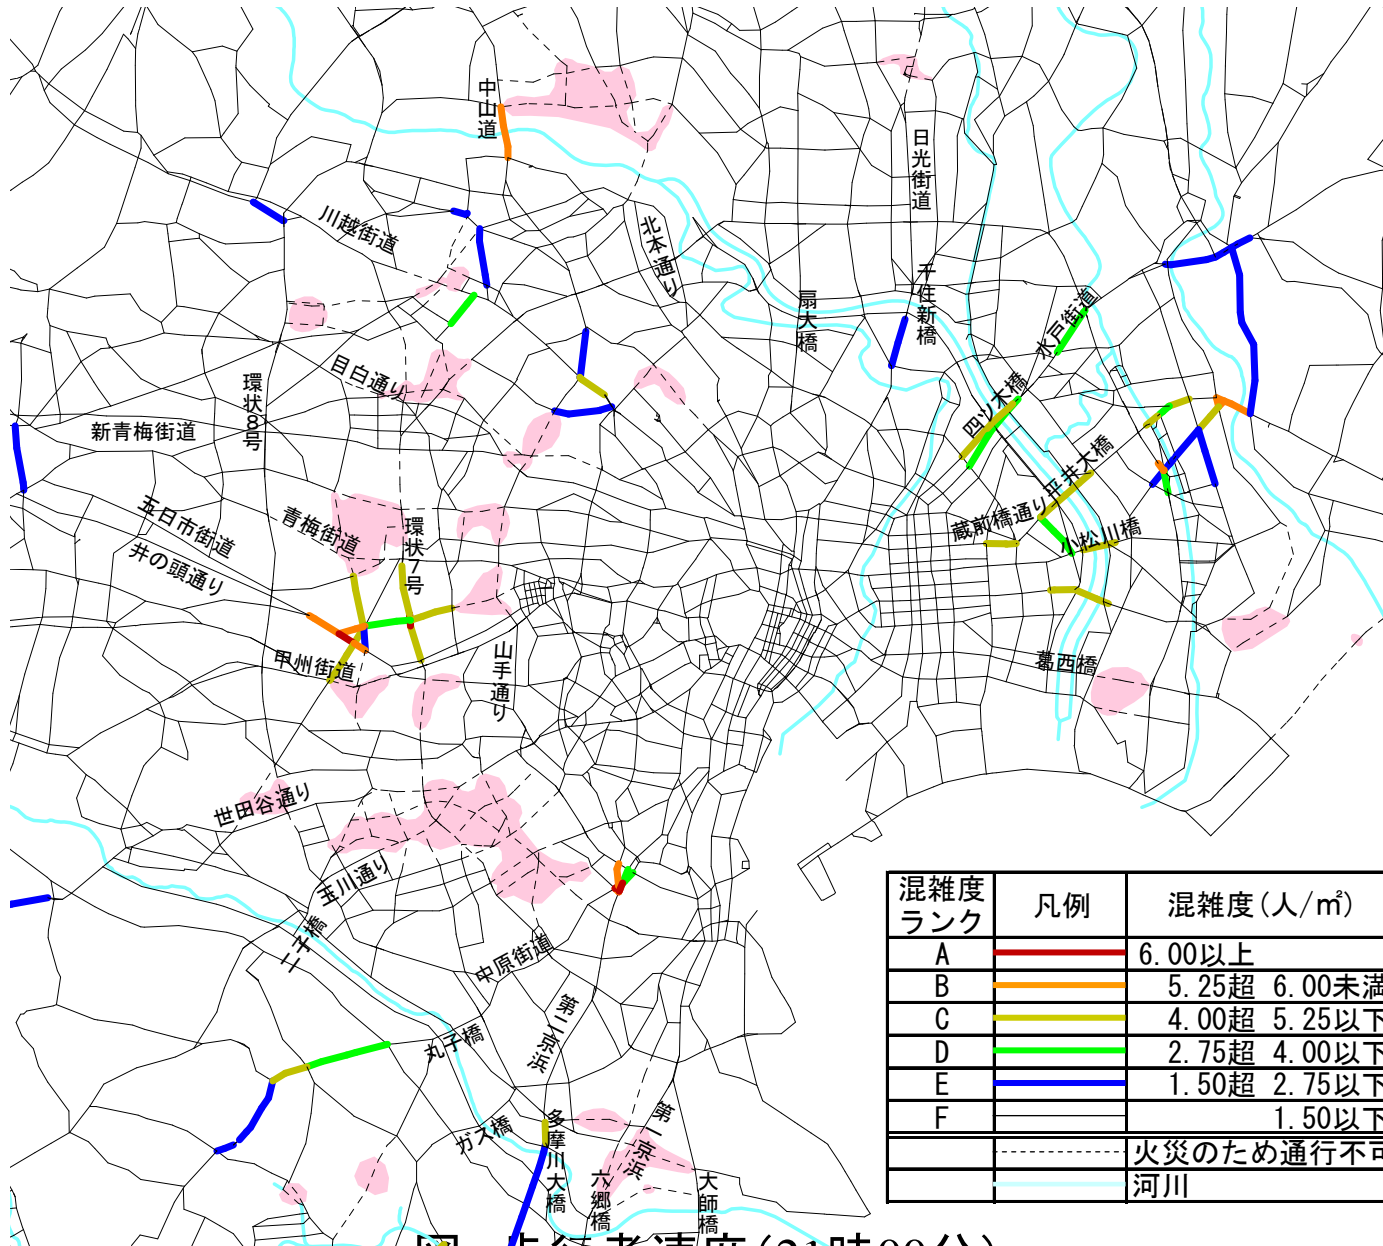 中山道
日光街道
川越街道
北本通り
千住新橋
扇大橋
水戸街道
目白通り
環状8号
四ツ木橋
新青梅街道
平井大橋
五日市街道
青梅街道
環状7号
蔵前橋通り
小松川橋
井の頭通り
甲州街道
山手通り
葛西橋
世田谷通り
玉川通り
二子橋
中原街道
第二京浜
丸子橋
ガス橋
多摩川大橋
第一京浜
六郷橋
大師橋
混雑度ランク 凡例 混雑度(人/㎡)
A 6.00以上
B 5.25超 6.00未満
C 4.00超 5.25以下
D 2.75超 4.00以下
E 1.50超 2.75以下
F 1.50以下
火災のため通行不可
河川